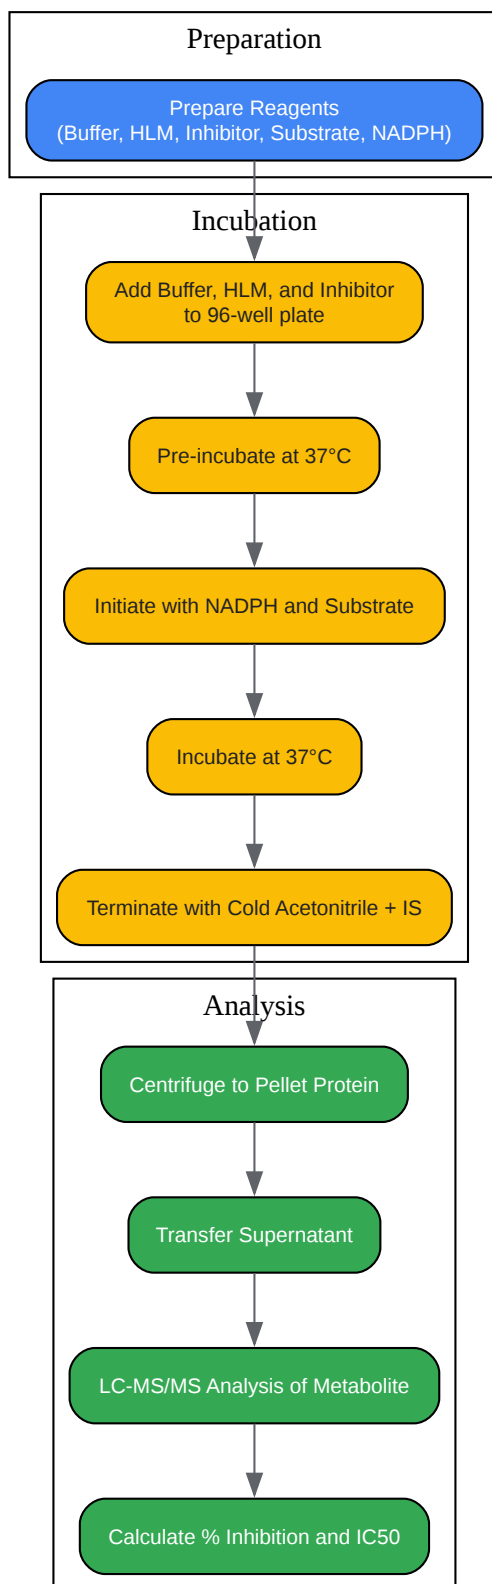 Preparation
Prepare Reagents
(Buffer, HLM, Inhibitor, Substrate, NADPH)
Incubation
Add Buffer, HLM, and Inhibitor
to 96-well plate
Pre-incubate at 37°C
Initiate with NADPH and Substrate
Incubate at 37°C
Terminate with Cold Acetonitrile + IS
Analysis
Centrifuge to Pellet Protein
Transfer Supernatant
LC-MS/MS Analysis of Metabolite
Calculate % Inhibition and IC50